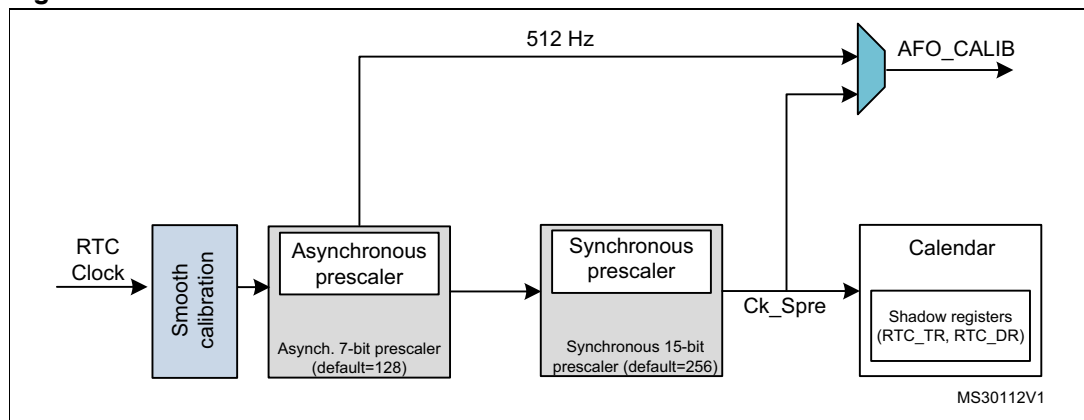 512 Hz
AFO_CALIB
RTC
Clock
Smooth
calibration
Asynchronous
prescaler
Asynch. 7-bit prescaler
(default=128)
Synchronous
prescaler
Synchronous 15-bit
prescaler (default=256)
Ck_Spre
Calendar
Shadow registers
(RTC_TR, RTC_DR)
MS30112V1